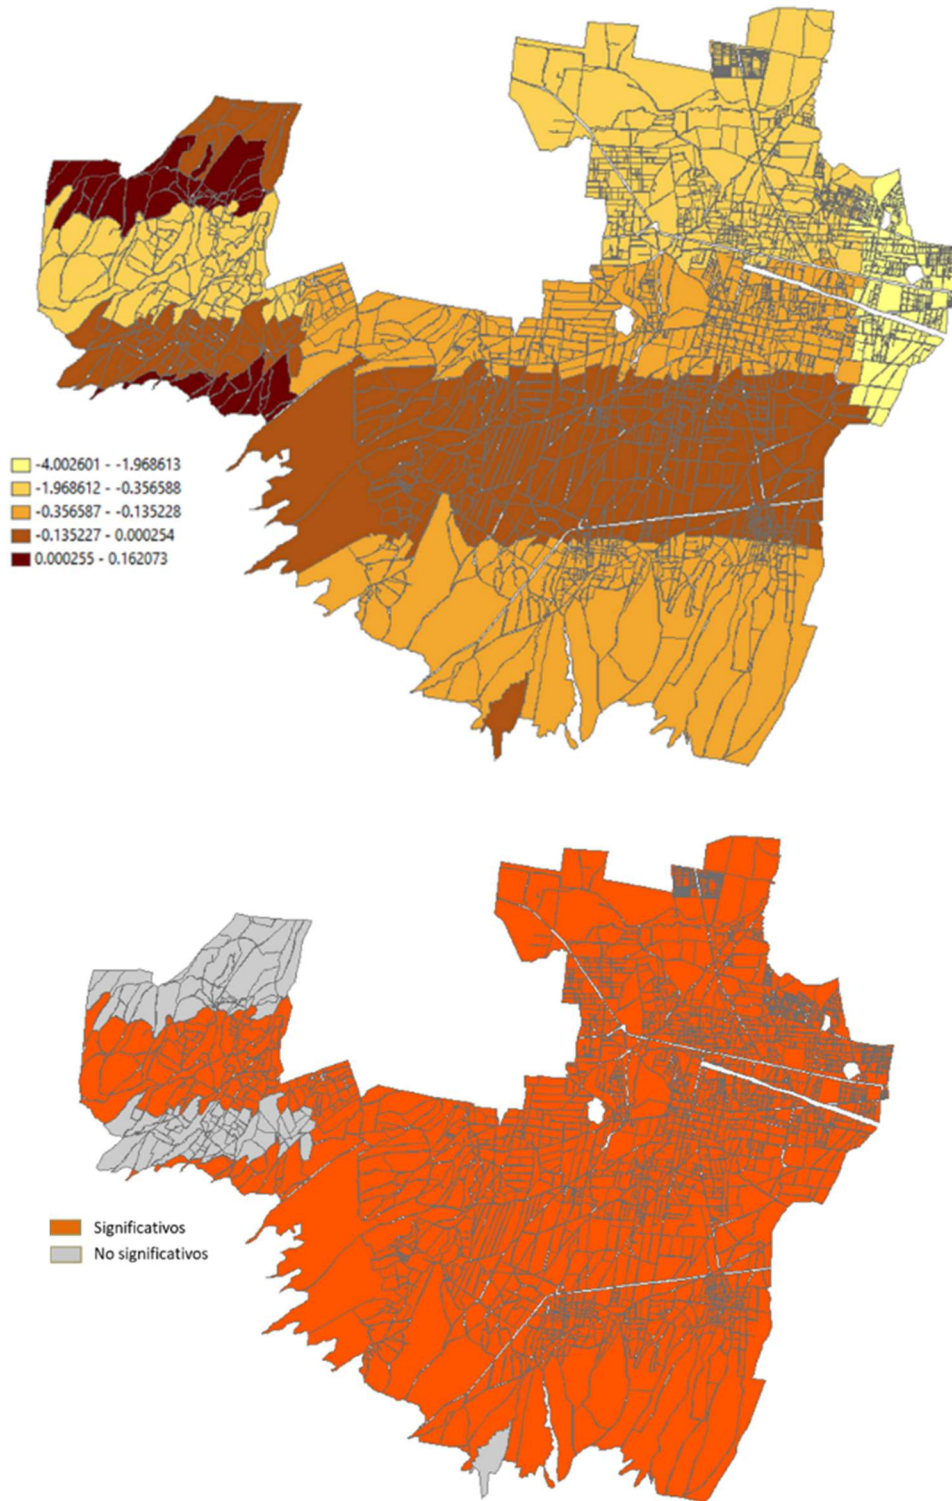 -4.002601 - -1.968613
-1.968612 - -0.356588
-0.356587 - -0.135228
-0.135227 - 0.000254
0.000255 - 0.162073
Significativos
No significativos